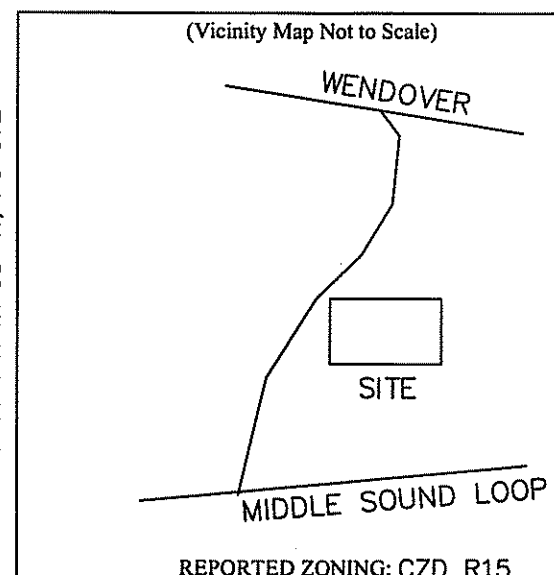 (Vicinity Map Not to Scale)
WENDOVER
SITE
MIDDLE SOUND LOOP
REPORTED ZONING: CZD R15